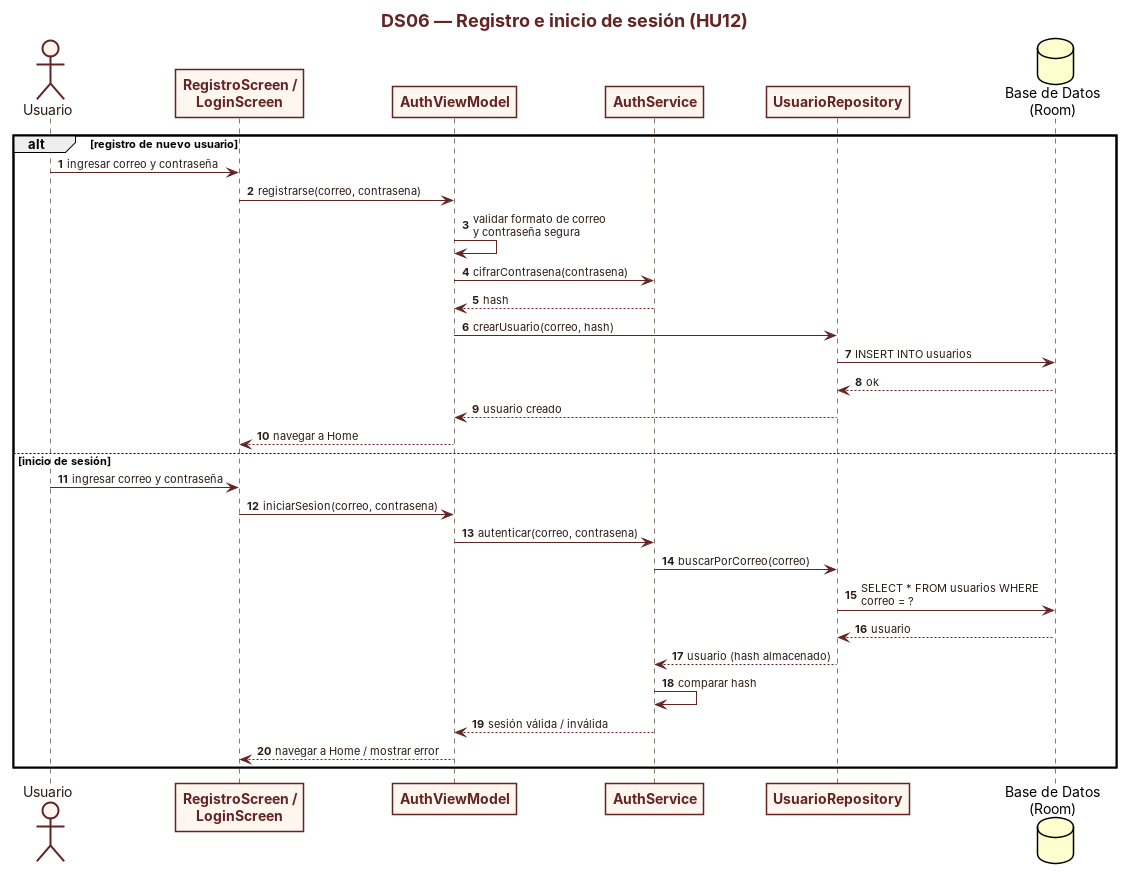 DS06 — Registro e inicio de sesión (HU12)
Usuario
RegistroScreen /
LoginScreen
AuthViewModel
AuthService
UsuarioRepository
Base de Datos
(Room)
alt
[registro de nuevo usuario]
1 ingresar correo y contraseña
2 registrarse(correo, contrasena)
3 validar formato de correo
y contraseña segura
4 cifrarContrasena(contrasena)
5 hash
6 crearUsuario(correo, hash)
7 INSERT INTO usuarios
8 ok
9 usuario creado
10 navegar a Home
[inicio de sesión]
11 ingresar correo y contraseña
12 iniciarSesion(correo, contrasena)
13 autenticar(correo, contrasena)
14 buscarPorCorreo(correo)
15 SELECT * FROM usuarios WHERE
correo = ?
16 usuario
17 usuario (hash almacenado)
18 comparar hash
19 sesión válida / inválida
20 navegar a Home / mostrar error
Usuario
RegistroScreen /
LoginScreen
AuthViewModel
AuthService
UsuarioRepository
Base de Datos
(Room)